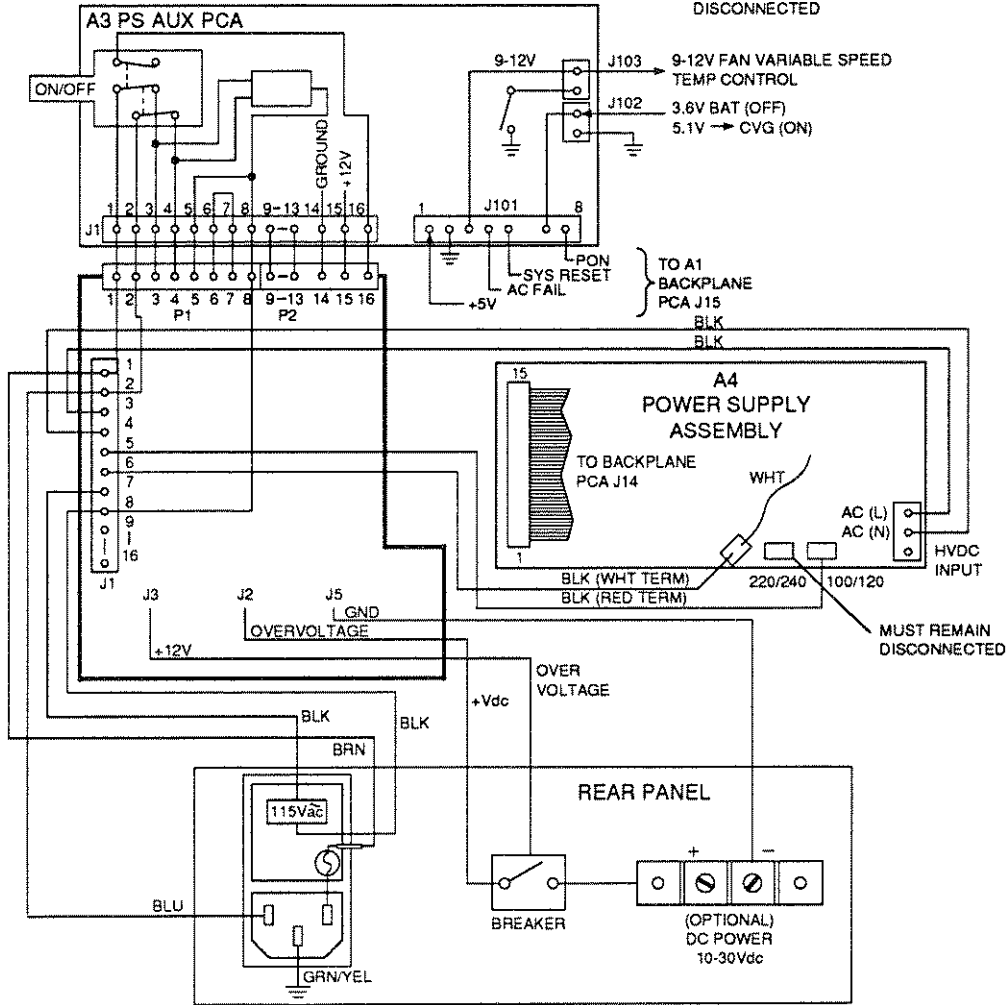 DISCONNECTED
A3 PS AUX PCA
ON/OFF
GROUND
+12V
9-12V
J103
9-12V FAN VARIABLE SPEED
TEMP CONTROL
J102
3.6V BAT (OFF)
5.1V → CVG (ON)
1 2 3 4 5 6 7 8 9-13 14 15 16
J1
1 J101 8
PON
SYS RESET
AC FAIL
+5V
TO A1
BACKPLANE
PCA J15
1 2 3 4 5 6 7 8 9-13 14 15 16
P1 P2
BLK
BLK
1
2
3
4
5
6
7
8
9
16
J1
15
A4
POWER SUPPLY
ASSEMBLY
TO BACKPLANE
PCA J14
WHT
AC (L)
AC (N)
HVDC
INPUT
1
220/240 100/120
BLK (WHT TERM)
BLK (RED TERM)
MUST REMAIN
DISCONNECTED
J3 J2 J5
GND
OVERVOLTAGE
+12V
OVER
VOLTAGE
+Vdc
BLK
BLK
BRN
REAR PANEL
115Vac
+ −
BLU
BREAKER
(OPTIONAL)
DC POWER
10-30Vdc
GRN/YEL